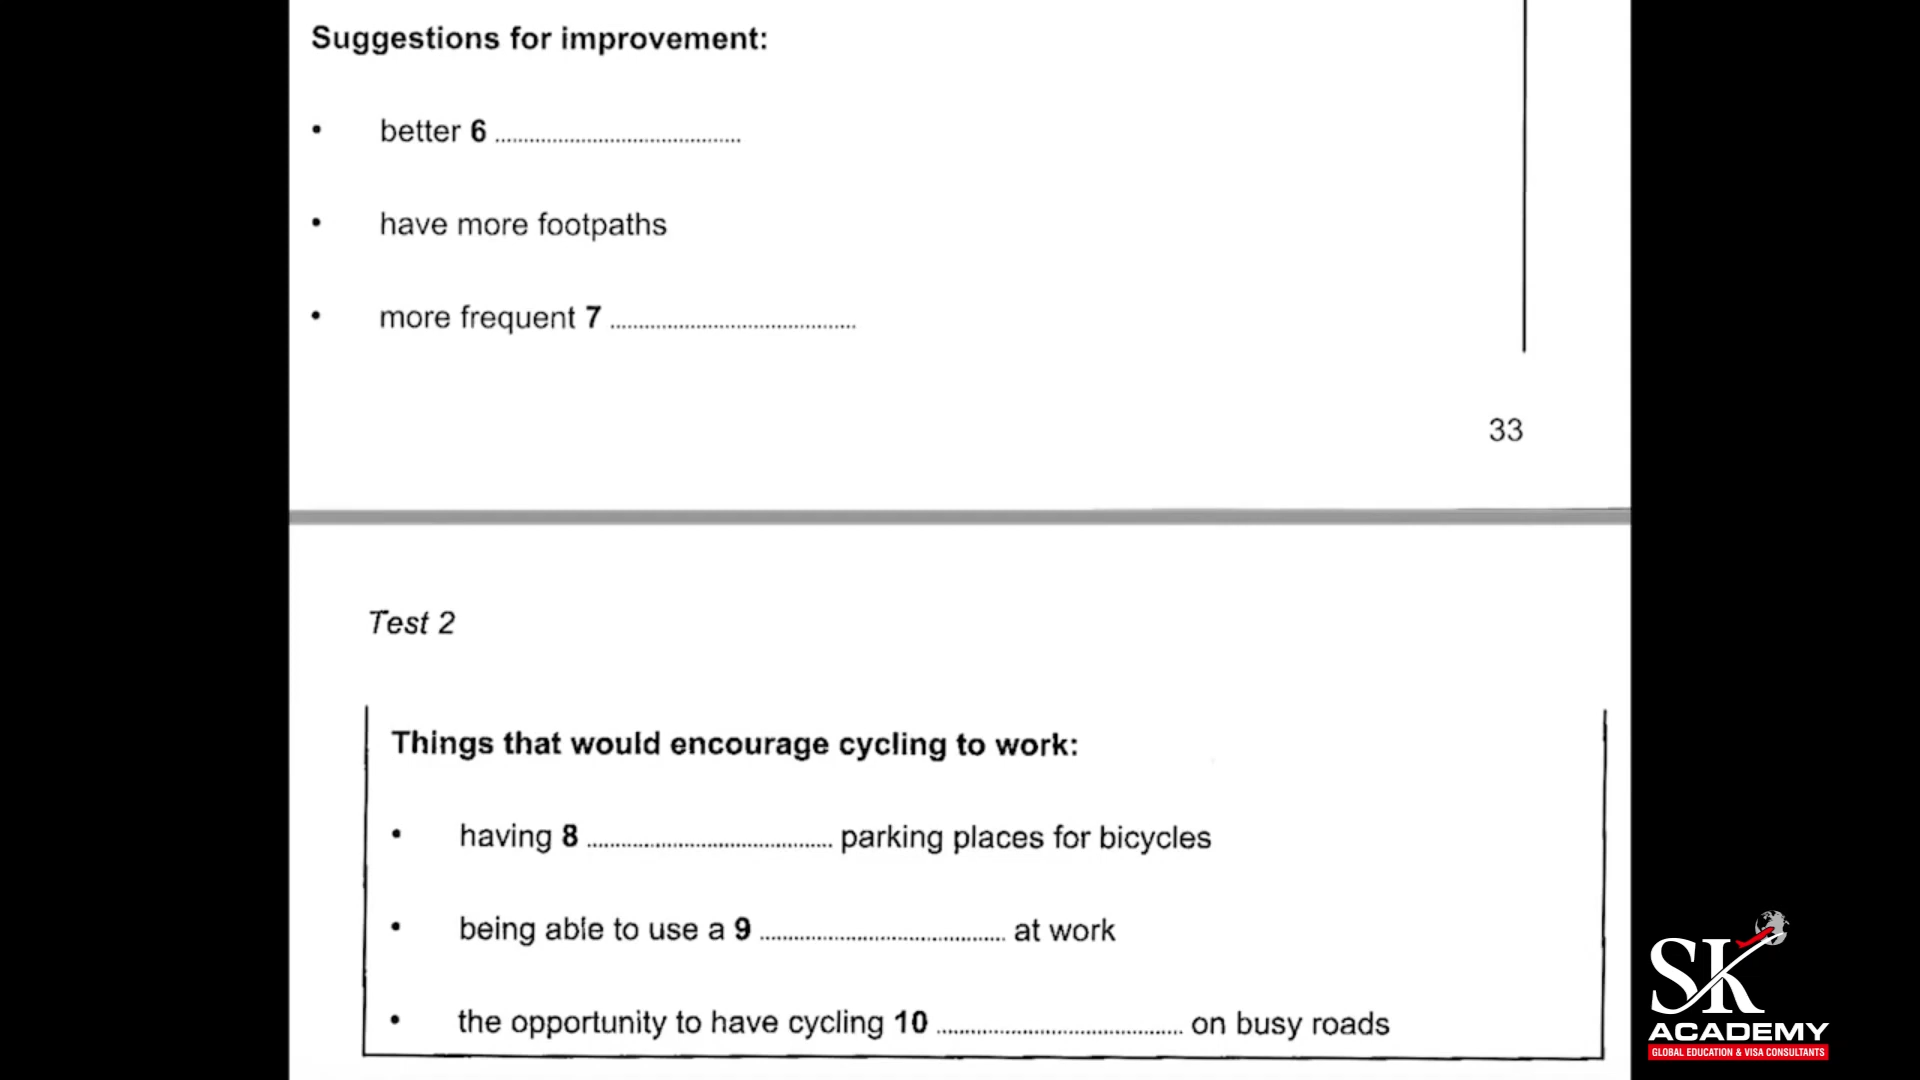 Suggestions for improvement:
• better 6 ..........................................
• have more footpaths
• more frequent 7 ..........................................
33
Test 2
Things that would encourage cycling to work:
• having 8 .......................................... parking places for bicycles
• being able to use a 9 .......................................... at work
• the opportunity to have cycling 10 .......................................... on busy roads
SK
ACADEMY
GLOBAL EDUCATION & VISA CONSULTANTS